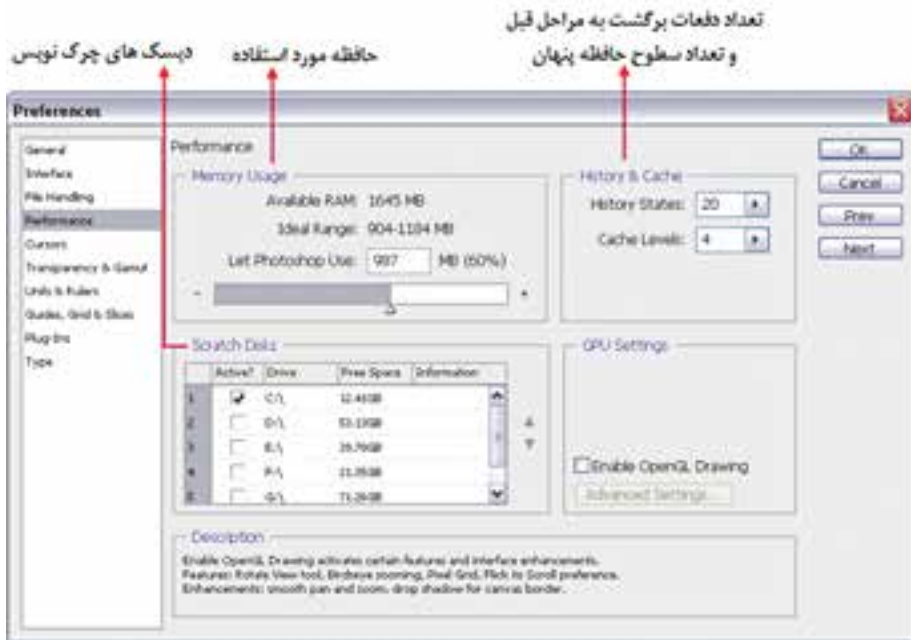 تعداد دفعات برگشت به مراحل قبل
و تعداد سطوح حافظه پنهان
حافظه مورد استفاده
دیسک های چرک نویس
Preferences
General
Interface
File Handling
Performance
Cursors
Transparency & Gamut
Units & Rulers
Guides, Grid & Slices
Plug-Ins
Type
Performance
Memory Usage
Available RAM: 1645 MB
Ideal Range: 904-1184 MB
Let Photoshop Use: 987 MB (60%)
- +
History & Cache
History States: 20
Cache Levels: 4
OK
Cancel
Prev
Next
Scratch Disks
Active? Drive Free Space Information
1 C:\
2 D:\
3 E:\
4 F:\
5 G:\
GPU Settings
Enable OpenGL Drawing
Advanced Settings...
Description
Enable OpenGL Drawing activates certain features and interface enhancements.
Features: Rotate View tool, Birdseye zooming, Pixel Grid, Flick to Scroll preference.
Enhancements: smooth pan and zoom, drop shadow for canvas border.